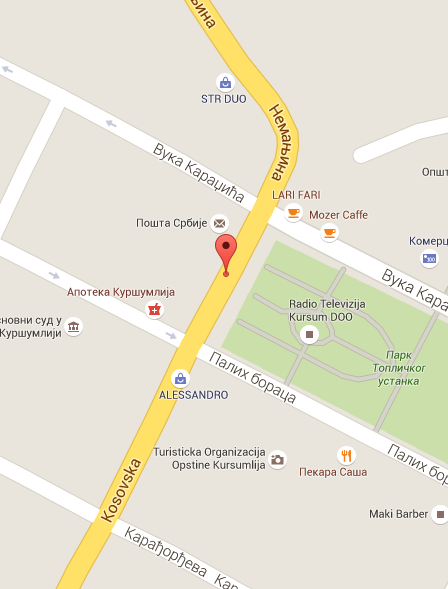 њина
STR DUO
Немањина
Вука Караџића
Општ
LARI FARI
Mozer Caffe
Пошта Србије
Комерц
Вука Кара
Апотека Куршумлија
Radio Televizija
Kursum DOO
сновни суд у
Куршумлији
Парк
Топличког
устанка
Палих бораца
ALESSANDRO
Turisticka Organizacija
Opstine Kursumlija
Пекара Саша
Палих бора
Kosovska
Maki Barber
Карађорђева
Кар